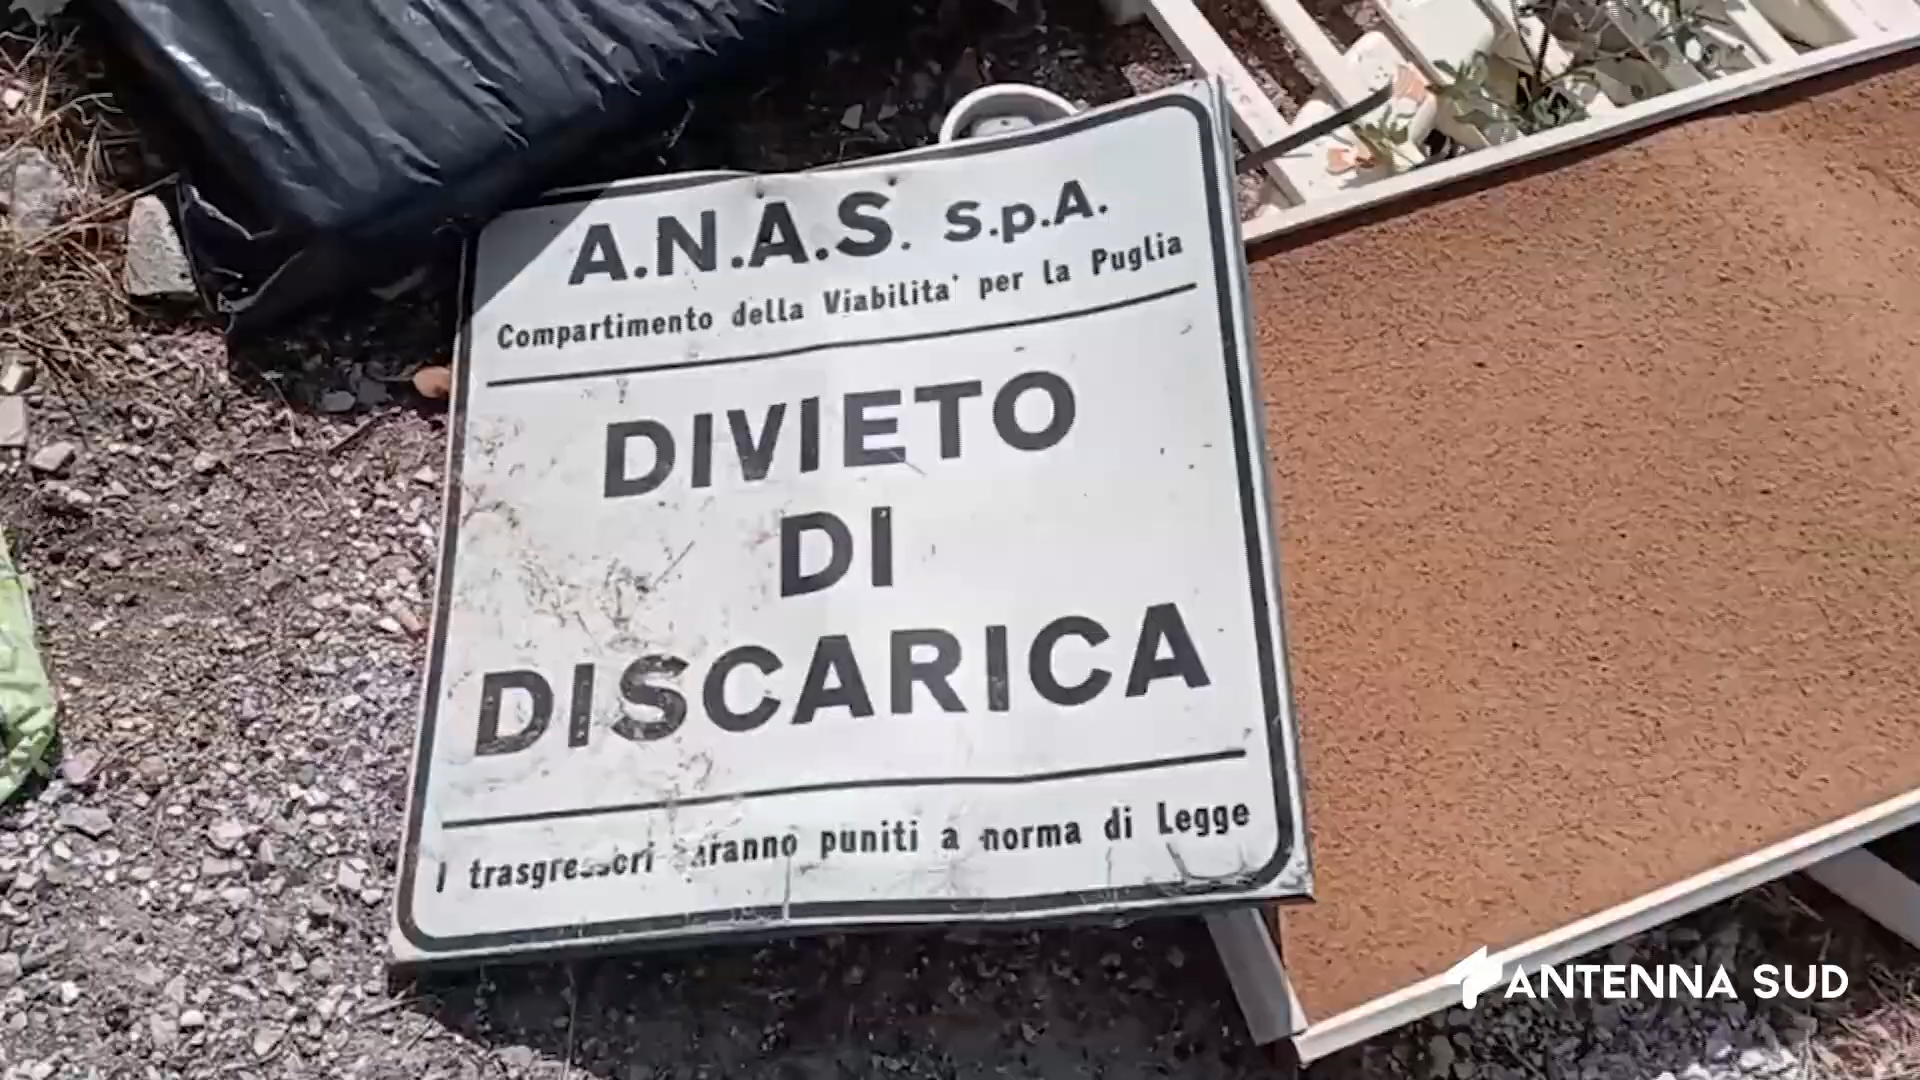 A.N.A.S. S.p.A.
Compartimento della Viabilita' per la Puglia
DIVIETO
DI
DISCARICA
I trasgressori saranno puniti a norma di Legge
ANTENNA SUD